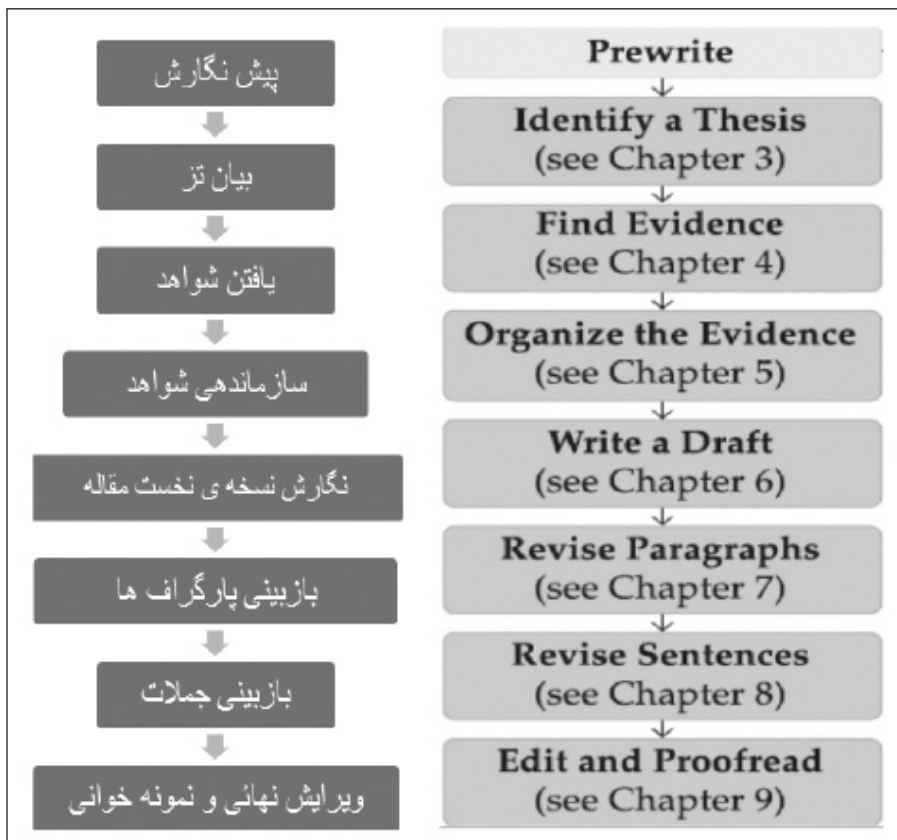 پیش نگارش
بیان تز
یافتن شواهد
سازماندهی شواهد
نگارش نسخه ی نخست مقاله
بازبینی پارگراف ها
بازبینی جملات
ویرایش نهائی و نمونه خوانی
Prewrite
Identify a Thesis
(see Chapter 3)
Find Evidence
(see Chapter 4)
Organize the Evidence
(see Chapter 5)
Write a Draft
(see Chapter 6)
Revise Paragraphs
(see Chapter 7)
Revise Sentences
(see Chapter 8)
Edit and Proofread
(see Chapter 9)